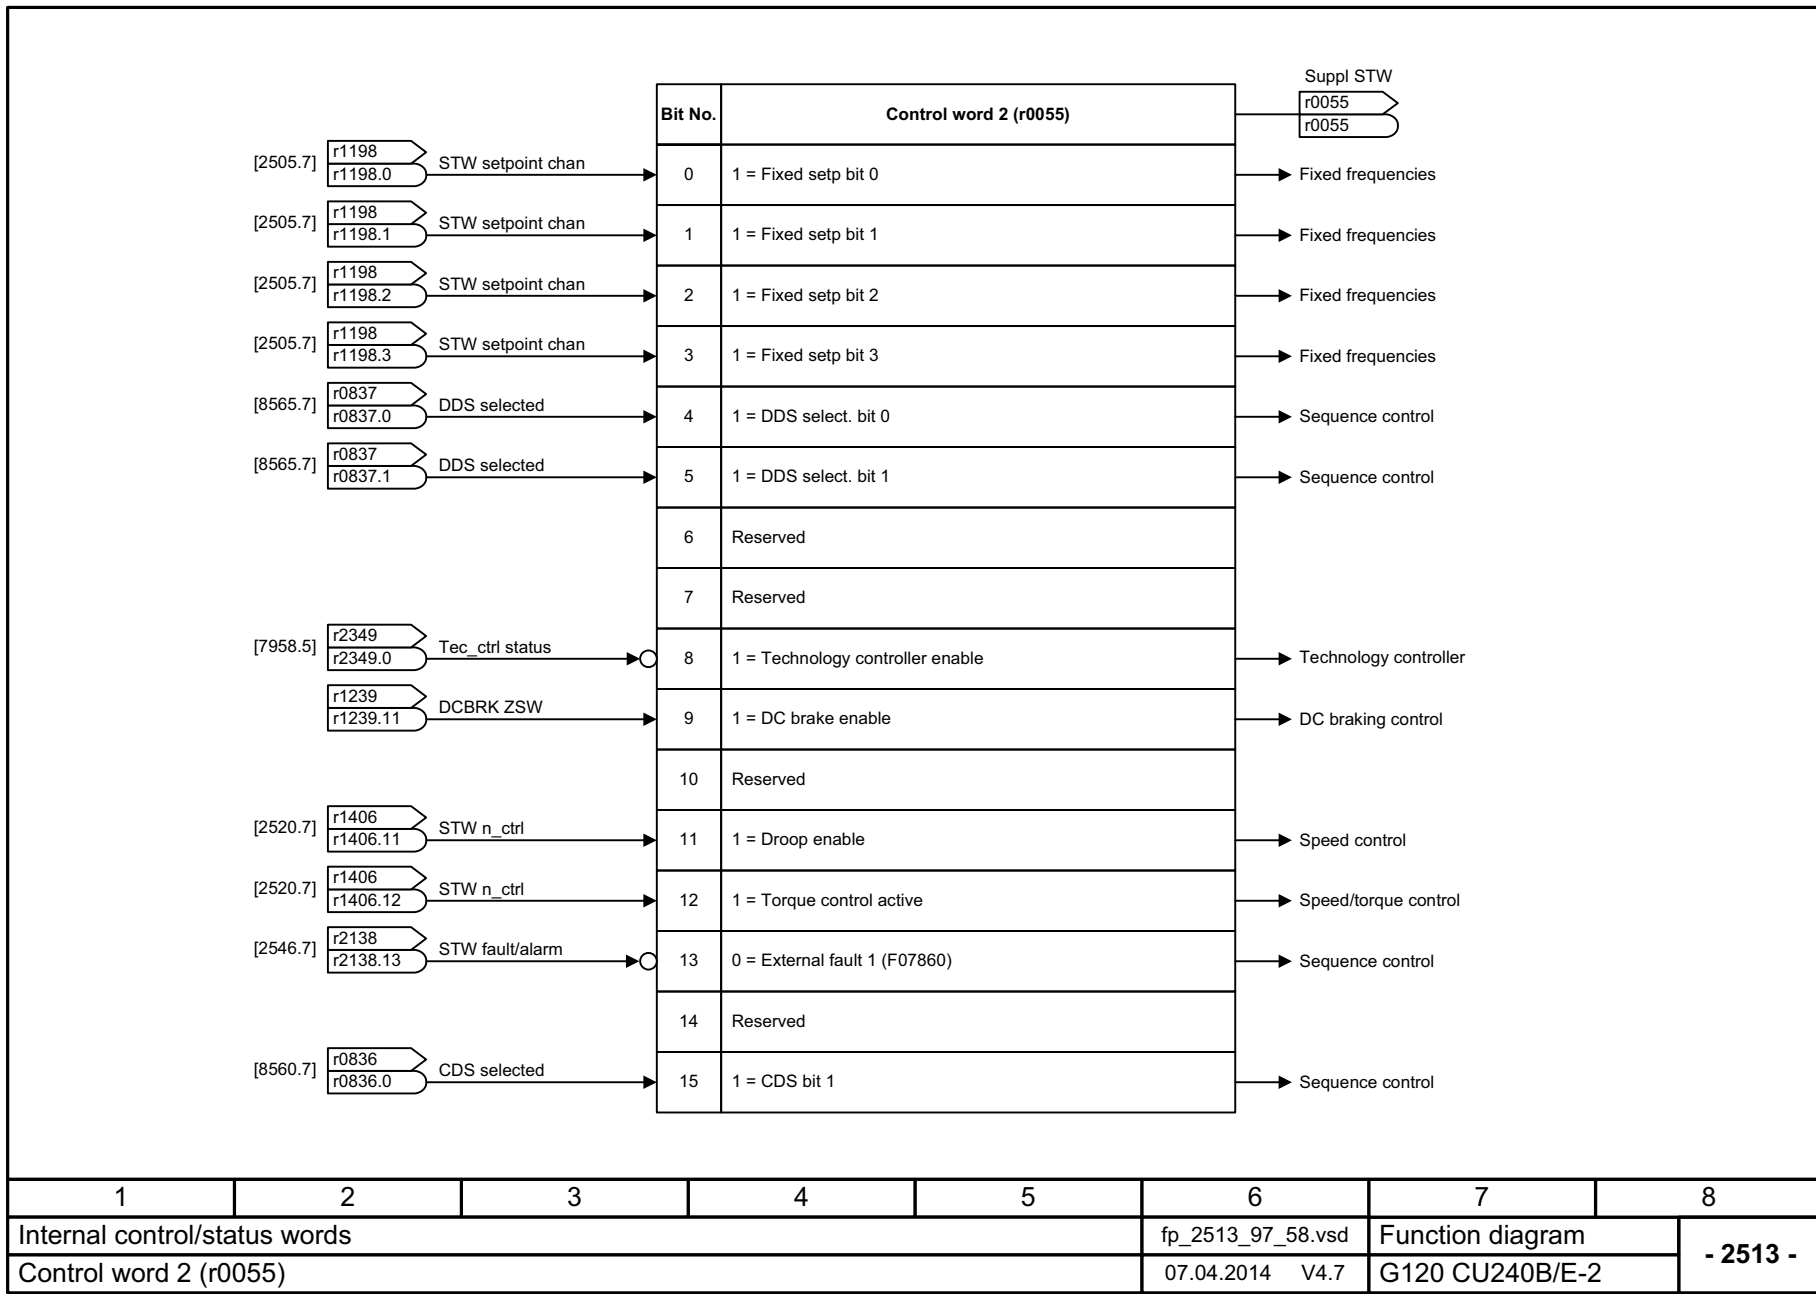 Suppl STW
r0055
r0055
Bit No. Control word 2 (r0055)
[2505.7] r1198 r1198.0 STW setpoint chan 0 1 = Fixed setp bit 0 Fixed frequencies
[2505.7] r1198 r1198.1 STW setpoint chan 1 1 = Fixed setp bit 1 Fixed frequencies
[2505.7] r1198 r1198.2 STW setpoint chan 2 1 = Fixed setp bit 2 Fixed frequencies
[2505.7] r1198 r1198.3 STW setpoint chan 3 1 = Fixed setp bit 3 Fixed frequencies
[8565.7] r0837 r0837.0 DDS selected 4 1 = DDS select. bit 0 Sequence control
[8565.7] r0837 r0837.1 DDS selected 5 1 = DDS select. bit 1 Sequence control
6 Reserved
7 Reserved
[7958.5] r2349 r2349.0 Tec_ctrl status 8 1 = Technology controller enable Technology controller
r1239 r1239.11 DCBRK ZSW 9 1 = DC brake enable DC braking control
10 Reserved
[2520.7] r1406 r1406.11 STW n_ctrl 11 1 = Droop enable Speed control
[2520.7] r1406 r1406.12 STW n_ctrl 12 1 = Torque control active Speed/torque control
[2546.7] r2138 r2138.13 STW fault/alarm 13 0 = External fault 1 (F07860) Sequence control
14 Reserved
[8560.7] r0836 r0836.0 CDS selected 15 1 = CDS bit 1 Sequence control
1 2 3 4 5 6 7 8
Internal control/status words fp_2513_97_58.vsd Function diagram - 2513 -
Control word 2 (r0055) 07.04.2014 V4.7 G120 CU240B/E-2